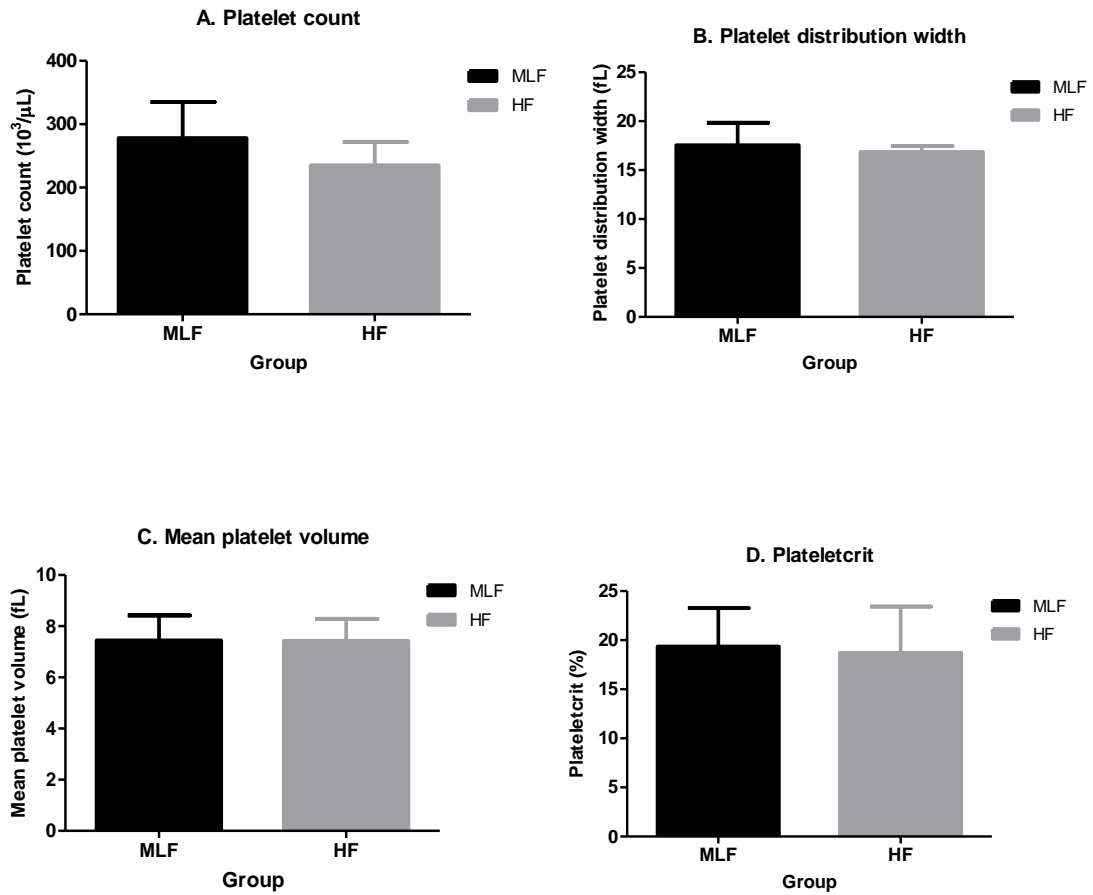 A. Platelet count
Platelet count (10³/µL)
400
300
200
100
0
MLF
HF
Group
MLF
HF
B. Platelet distribution width
Platelet distribution width (fL)
25
20
15
10
5
0
MLF
HF
Group
MLF
HF
C. Mean platelet volume
Mean platelet volume (fL)
10
8
6
4
2
0
MLF
HF
Group
MLF
HF
D. Plateletcrit
Plateletcrit (%)
25
20
15
10
5
0
MLF
HF
Group
MLF
HF